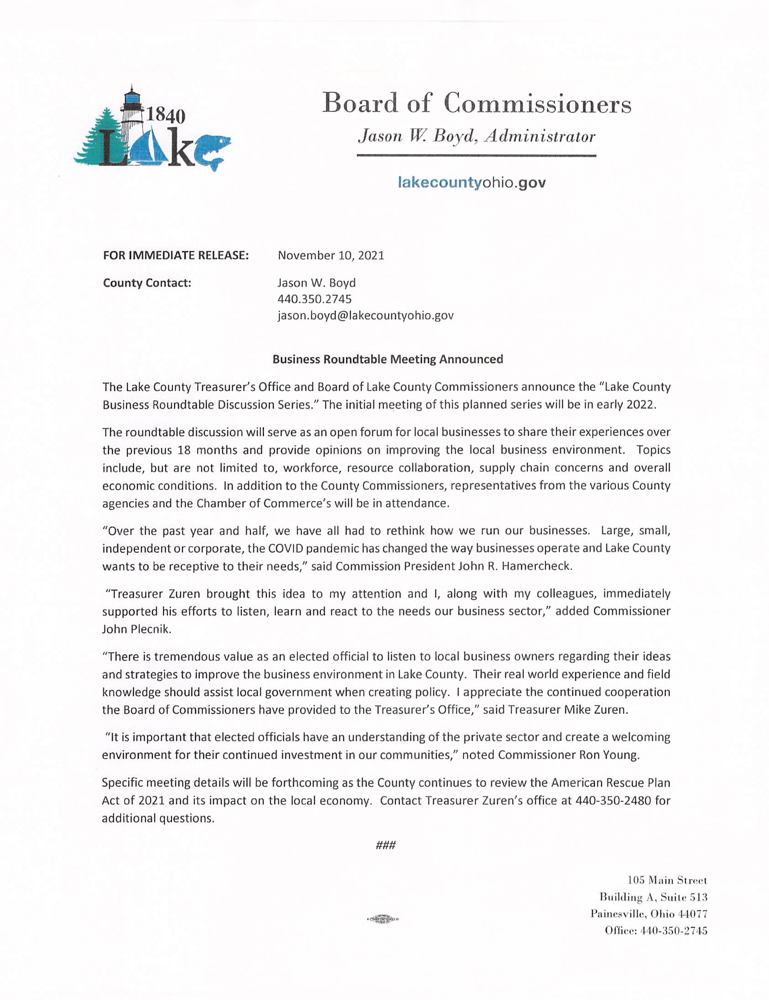 1840
Lake
Board of Commissioners
Jason W. Boyd, Administrator
lakecountyohio.gov
FOR IMMEDIATE RELEASE: November 10, 2021
County Contact: Jason W. Boyd
440.350.2745
jason.boyd@lakecountyohio.gov
Business Roundtable Meeting Announced
The Lake County Treasurer’s Office and Board of Lake County Commissioners announce the “Lake County
Business Roundtable Discussion Series.” The initial meeting of this planned series will be in early 2022.
The roundtable discussion will serve as an open forum for local businesses to share their experiences over
the previous 18 months and provide opinions on improving the local business environment. Topics
include, but are not limited to, workforce, resource collaboration, supply chain concerns and overall
economic conditions. In addition to the County Commissioners, representatives from the various County
agencies and the Chamber of Commerce’s will be in attendance.
“Over the past year and half, we have all had to rethink how we run our businesses. Large, small,
independent or corporate, the COVID pandemic has changed the way businesses operate and Lake County
wants to be receptive to their needs,” said Commission President John R. Hamercheck.
“Treasurer Zuren brought this idea to my attention and I, along with my colleagues, immediately
supported his efforts to listen, learn and react to the needs our business sector,” added Commissioner
John Plecnik.
“There is tremendous value as an elected official to listen to local business owners regarding their ideas
and strategies to improve the business environment in Lake County. Their real world experience and field
knowledge should assist local government when creating policy. I appreciate the continued cooperation
the Board of Commissioners have provided to the Treasurer’s Office,” said Treasurer Mike Zuren.
“It is important that elected officials have an understanding of the private sector and create a welcoming
environment for their continued investment in our communities,” noted Commissioner Ron Young.
Specific meeting details will be forthcoming as the County continues to review the American Rescue Plan
Act of 2021 and its impact on the local economy. Contact Treasurer Zuren’s office at 440-350-2480 for
additional questions.
###
105 Main Street
Building A, Suite 513
Painesville, Ohio 44077
Office: 440-350-2745